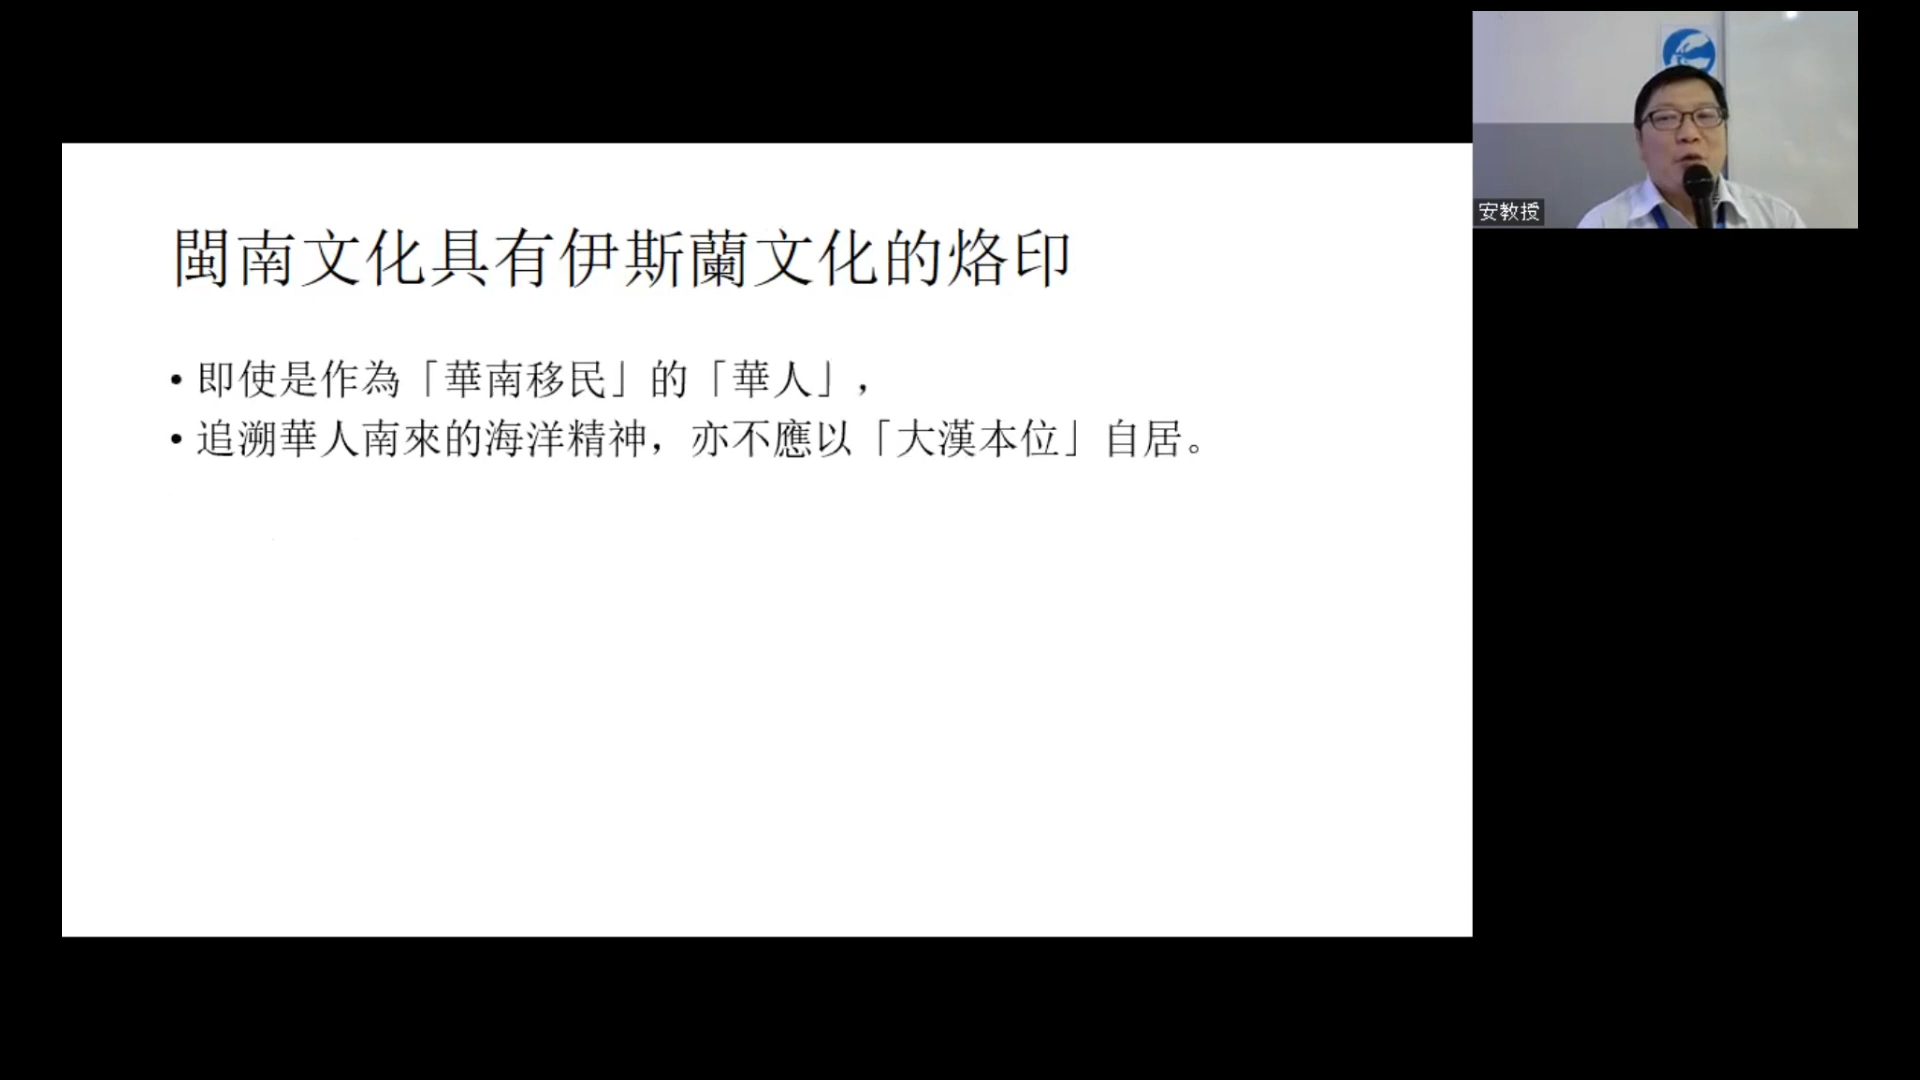 閩南文化具有伊斯蘭文化的烙印
• 即使是作為「華南移民」的「華人」，
• 追溯華人南來的海洋精神，亦不應以「大漢本位」自居。
安教授